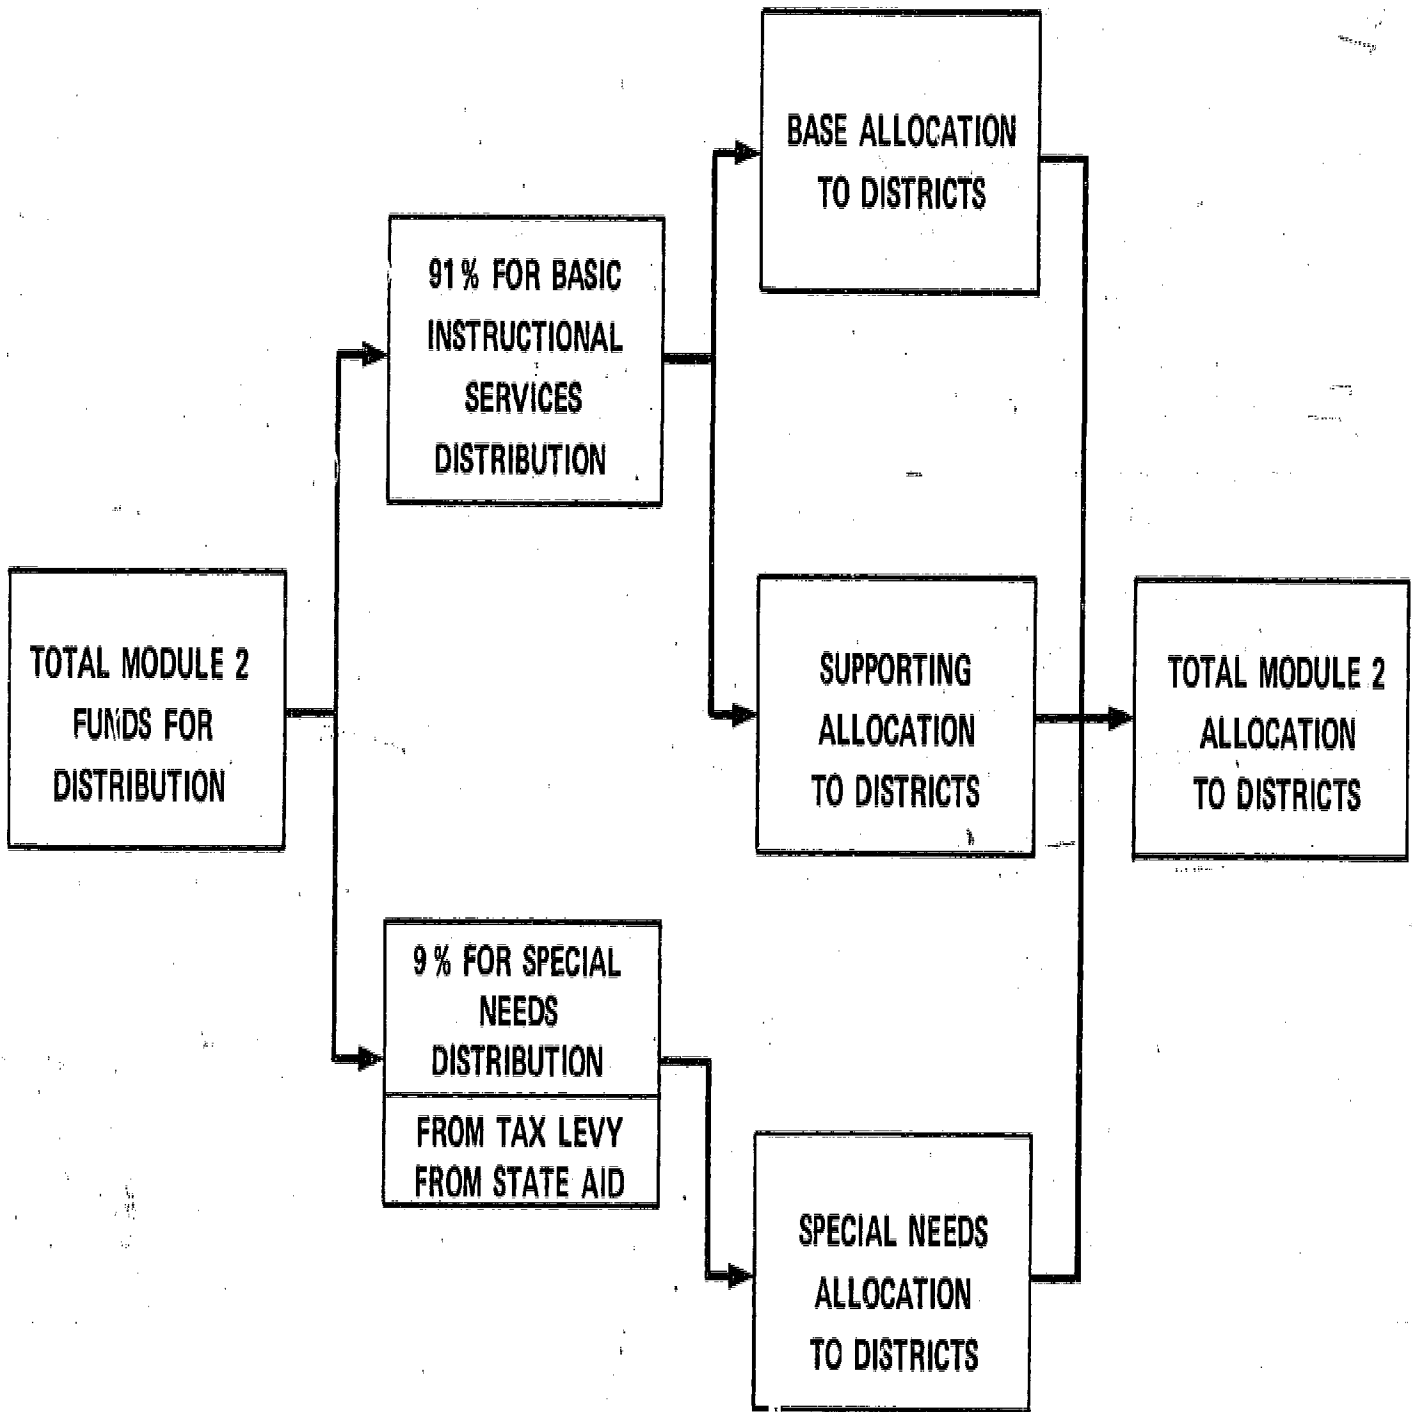 TOTAL MODULE 2
FUNDS FOR
DISTRIBUTION
91% FOR BASIC
INSTRUCTIONAL
SERVICES
DISTRIBUTION
9% FOR SPECIAL
NEEDS
DISTRIBUTION
FROM TAX LEVY
FROM STATE AID
BASE ALLOCATION
TO DISTRICTS
SUPPORTING
ALLOCATION
TO DISTRICTS
SPECIAL NEEDS
ALLOCATION
TO DISTRICTS
TOTAL MODULE 2
ALLOCATION
TO DISTRICTS